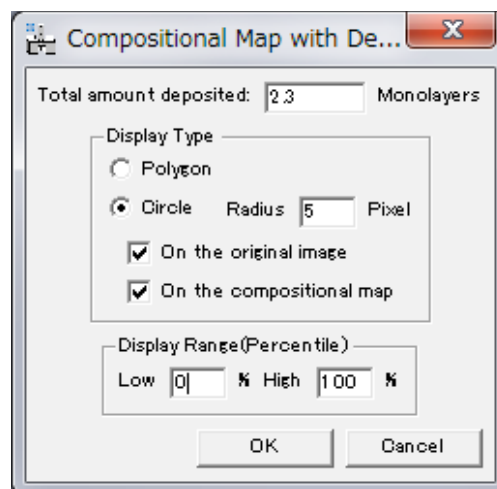 Compositional Map with De...
Total amount deposited: 2.3 Monolayers
Display Type
Polygon
Circle Radius 5 Pixel
On the original image
On the compositional map
Display Range(Percentile)
Low 0 % High 100 %
OK Cancel